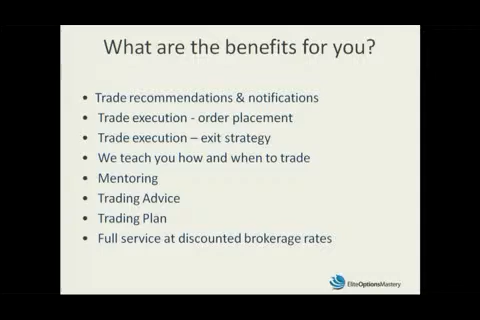 What are the benefits for you?
• Trade recommendations & notifications
• Trade execution - order placement
• Trade execution – exit strategy
• We teach you how and when to trade
• Mentoring
• Trading Advice
• Trading Plan
• Full service at discounted brokerage rates
EliteOptionsMastery